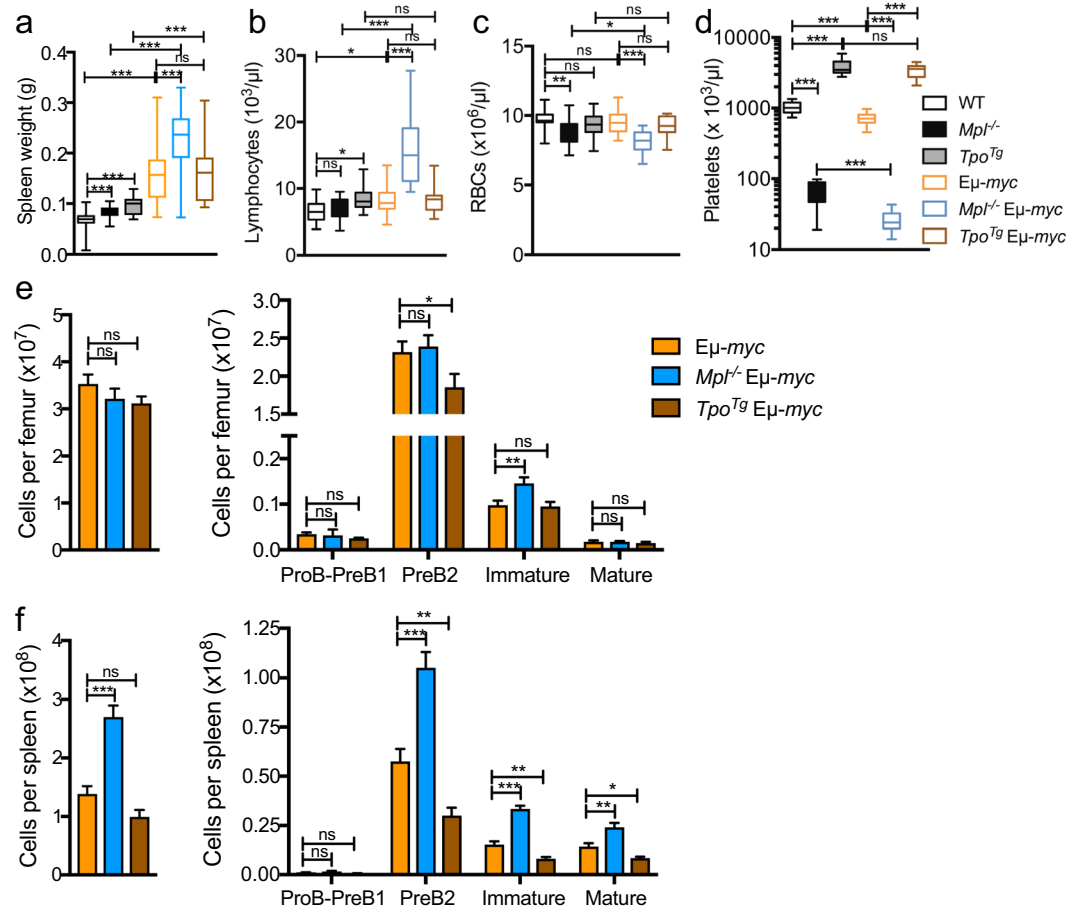 a
Spleen weight (g)
0.4
0.3
0.2
0.1
0.0
***
***
***
***
ns
***
***
b
Lymphocytes (10³/µl)
30
20
10
0
ns
***
ns
*
***
*
ns
c
RBCs (x10⁶/µl)
15
10
5
0
ns
*
ns
ns
***
ns
**
d
Platelets (x 10³/µl)
10000
1000
100
10
***
***
***
***
ns
***
***
WT
Mpl⁻/⁻
Tpoᵀᵍ
Eµ-myc
Mpl⁻/⁻ Eµ-myc
Tpoᵀᵍ Eµ-myc
e
Cells per femur (x10⁷)
5
4
3
4
1
0
ns
ns
Cells per femur (x10⁷)
3.0
2.5
2.0
1.5
0.2
0.1
0.0
ns
ns
*
ns
ns
**
ns
ns
ProB-PreB1
PreB2
Immature
Mature
Eµ-myc
Mpl⁻/⁻ Eµ-myc
Tpoᵀᵍ Eµ-myc
f
Cells per spleen (x10⁸)
4
3
2
1
0
ns
***
Cells per spleen (x10⁸)
1.25
1.00
0.75
0.50
0.25
0.00
ns
ns
**
***
**
***
*
**
ProB-PreB1
PreB2
Immature
Mature